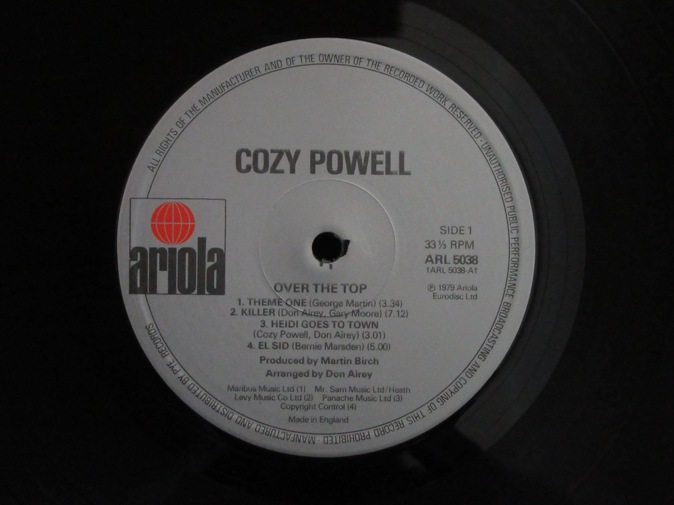 ALL RIGHTS OF THE MANUFACTURER AND OF THE OWNER OF THE RECORDED WORK RESERVED - UNAUTHORISED PUBLIC PERFORMANCE BROADCASTING AND COPYING OF THIS RECORD PROHIBITED. MANUFACTURED AND DISTRIBUTED BY PYE RECORDS
COZY POWELL
ariola
SIDE 1
33 ⅓ RPM
ARL 5038
1ARL 5038-A1
℗ 1979 Ariola
Eurodisc Ltd
OVER THE TOP
1. THEME ONE (George Martin) (3.34)
2. KILLER (Don Airey, Gary Moore) (7.12)
3. HEIDI GOES TO TOWN
(Cozy Powell, Don Airey) (3.01)
4. EL SID (Bernie Marsden) (5.00)
Produced by Martin Birch
Arranged by Don Airey
Maribus Music Ltd (1) Mr. Sam Music Ltd/Heath
Levy Music Co Ltd (2) Panache Music Ltd (3)
Copyright Control (4)
Made in England